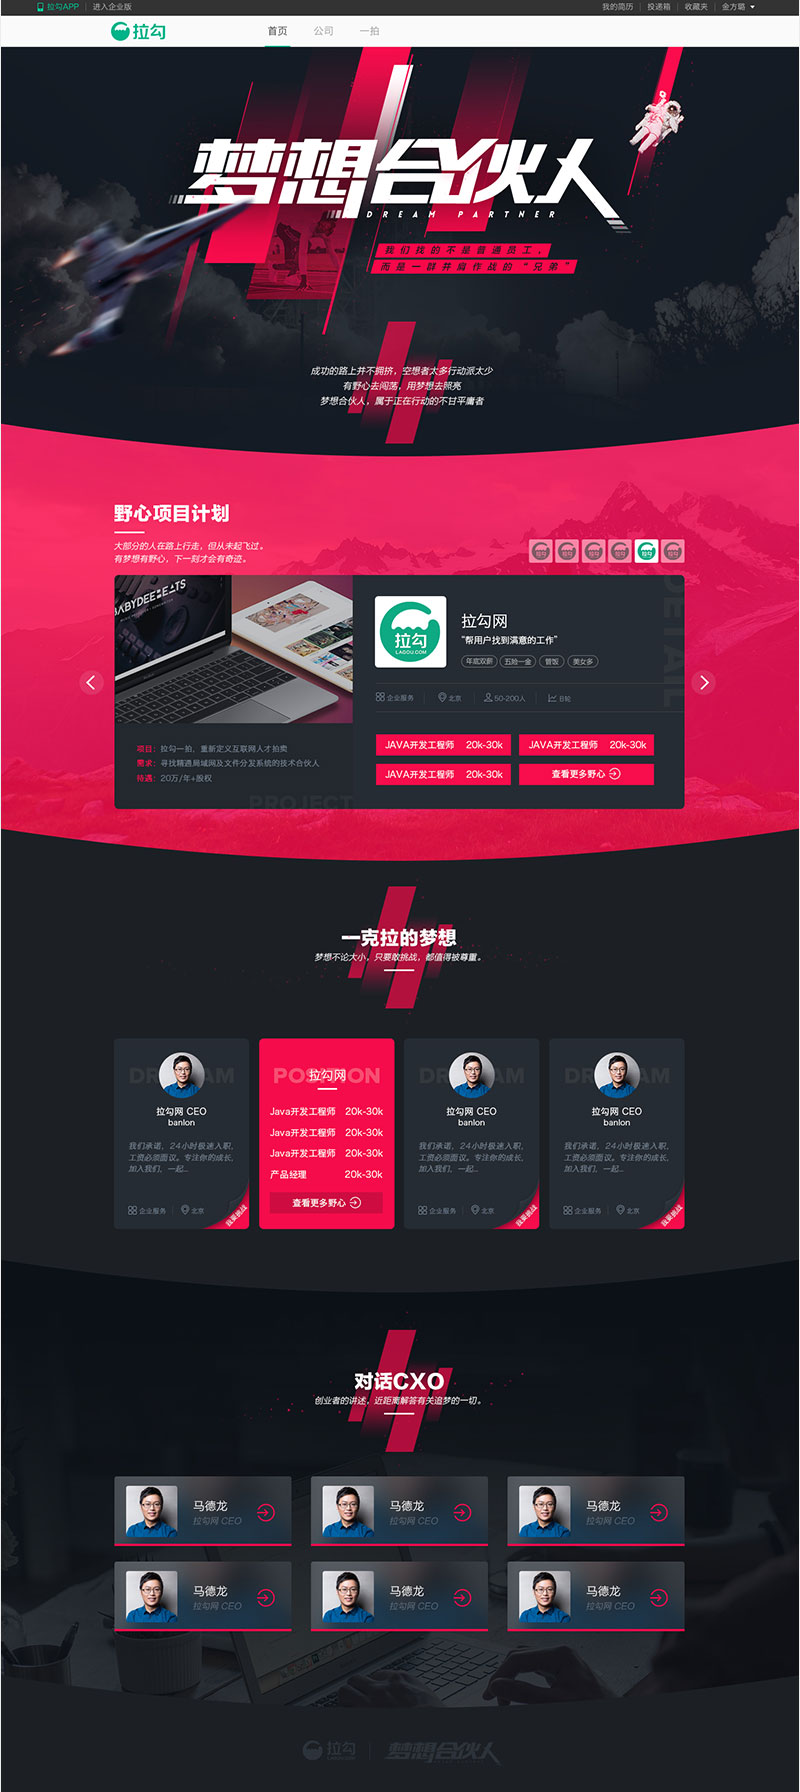 拉勾APP 进入企业版 我的简历 投递箱 收藏夹 金方璐
拉勾 首页 公司 一拍
梦想合伙人
DREAM PARTNER
我们找的不是普通员工，
而是一群并肩作战的“兄弟”
成功的路上并不拥挤，空想者太多行动派太少
有野心去闯荡，用梦想去照亮
梦想合伙人，属于正在行动的不甘平庸者
野心项目计划
大部分的人在路上行走，但从未起飞过。
有梦想有野心，下一刻才会有奇迹。
拉勾 拉勾 拉勾 拉勾 拉勾 拉勾
BABYDEEBEATS
拉勾
LAGOU.COM
拉勾网
“帮用户找到满意的工作”
年底双薪 五险一金 管饭 美女多
企业服务 北京 50-200人 B轮
DETAIL
JAVA开发工程师 20k-30k JAVA开发工程师 20k-30k
JAVA开发工程师 20k-30k 查看更多野心
项目：拉勾一拍，重新定义互联网人才拍卖
需求：寻找精通局域网及文件分发系统的技术合伙人
待遇：20万/年+股权
PROJECT
一克拉的梦想
梦想不论大小，只要敢挑战，都值得被尊重。
DREAM
拉勾网 CEO
banlon
我们承诺，24小时极速入职，
工资必须面议。专注你的成长，
加入我们，一起...
企业服务 北京
我要挑战
POSITION
拉勾网
Java开发工程师 20k-30k
Java开发工程师 20k-30k
Java开发工程师 20k-30k
产品经理 20k-30k
查看更多野心
DREAM
拉勾网 CEO
banlon
我们承诺，24小时极速入职，
工资必须面议。专注你的成长，
加入我们，一起...
企业服务 北京
我要挑战
DREAM
拉勾网 CEO
banlon
我们承诺，24小时极速入职，
工资必须面议。专注你的成长，
加入我们，一起...
企业服务 北京
我要挑战
对话CXO
创业者的讲述，近距离解答有关追梦的一切。
马德龙
拉勾网 CEO
马德龙
拉勾网 CEO
马德龙
拉勾网 CEO
马德龙
拉勾网 CEO
马德龙
拉勾网 CEO
马德龙
拉勾网 CEO
拉勾 梦想合伙人